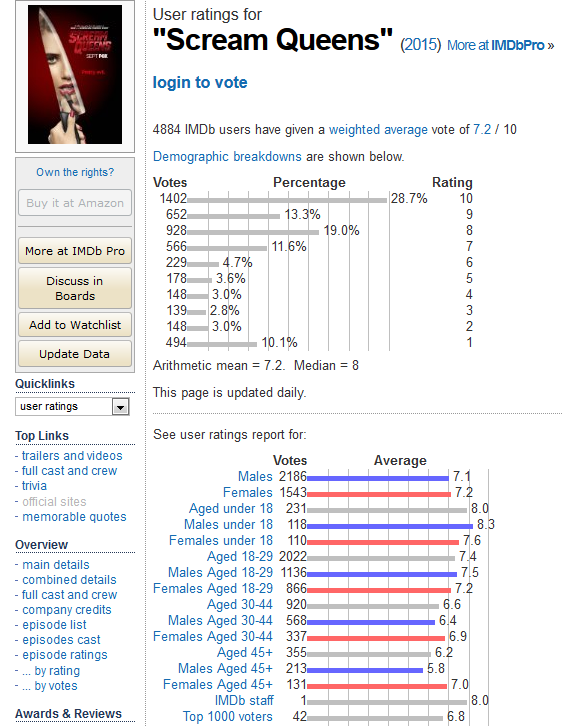 User ratings for
"Scream Queens" (2015) More at IMDbPro »
login to vote
4884 IMDb users have given a weighted average vote of 7.2 / 10
Demographic breakdowns are shown below.
Votes Percentage Rating
1402 28.7% 10
652 13.3% 9
928 19.0% 8
566 11.6% 7
229 4.7% 6
178 3.6% 5
148 3.0% 4
139 2.8% 3
148 3.0% 2
494 10.1% 1
Arithmetic mean = 7.2. Median = 8
This page is updated daily.
See user ratings report for:
Votes Average
Males 2186 7.1
Females 1543 7.2
Aged under 18 231 8.0
Males under 18 118 8.3
Females under 18 110 7.6
Aged 18-29 2022 7.4
Males Aged 18-29 1136 7.5
Females Aged 18-29 866 7.2
Aged 30-44 920 6.6
Males Aged 30-44 568 6.4
Females Aged 30-44 337 6.9
Aged 45+ 355 6.2
Males Aged 45+ 213 5.8
Females Aged 45+ 131 7.0
IMDb staff 1 8.0
Top 1000 voters 42 6.8
SCREAM
QUEENS
SEPT FOX
Own the rights?
Buy it at Amazon
More at IMDb Pro
Discuss in
Boards
Add to Watchlist
Update Data
Quicklinks
user ratings
Top Links
- trailers and videos
- full cast and crew
- trivia
- official sites
- memorable quotes
Overview
- main details
- combined details
- full cast and crew
- company credits
- episode list
- episodes cast
- episode ratings
- ... by rating
- ... by votes
Awards & Reviews